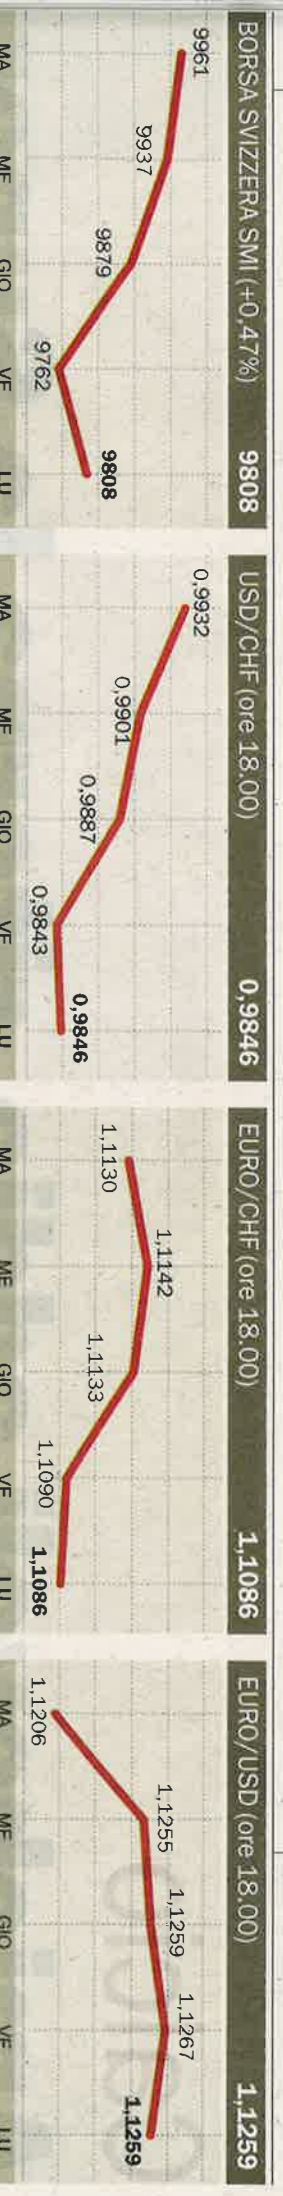 BORSA SVIZZERA SMI (+0,47%) 9808
9961
9937
9879
9762
9808
MA ME GIO VE LU
USD/CHF (ore 18.00) 0,9846
0,9932
0,9901
0,9887
0,9843
0,9846
MA ME GIO VE LU
EURO/CHF (ore 18.00) 1,1086
1,1130
1,1142
1,1133
1,1090
1,1086
MA ME GIO VE LU
EURO/USD (ore 18.00) 1,1259
1,1206
1,1255
1,1259
1,1267
1,1259
MA ME GIO VE LU